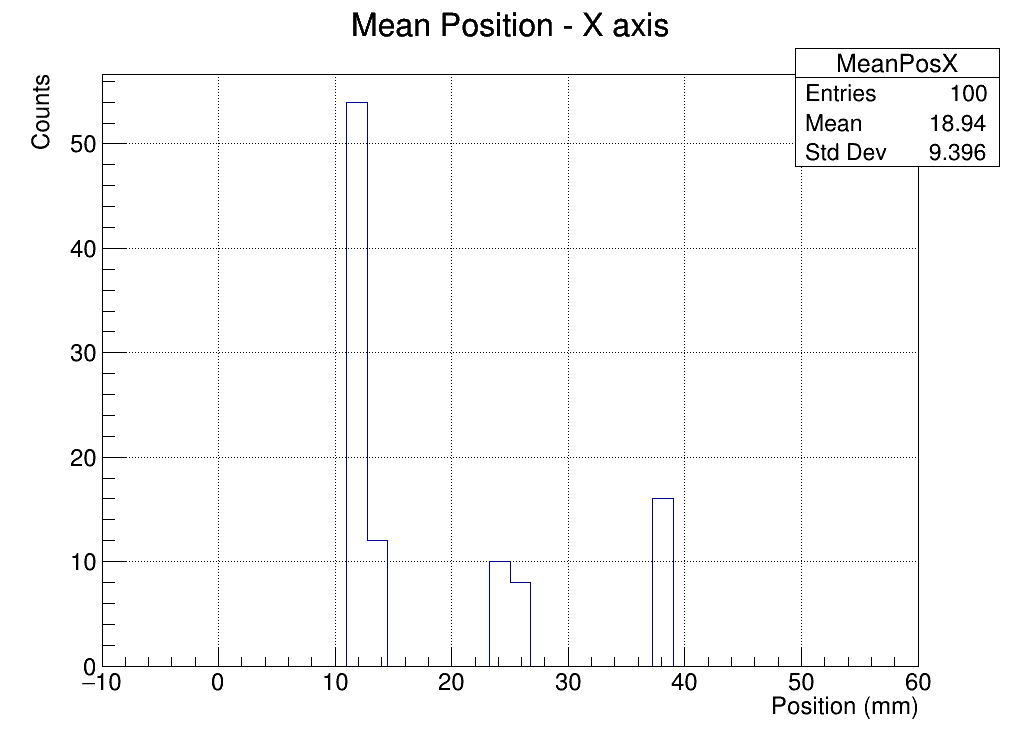 Mean Position - X axis
MeanPosX
Entries 100
Mean 18.94
Std Dev 9.396
Counts
50
40
30
20
10
0
−10 0 10 20 30 40 50 60
Position (mm)